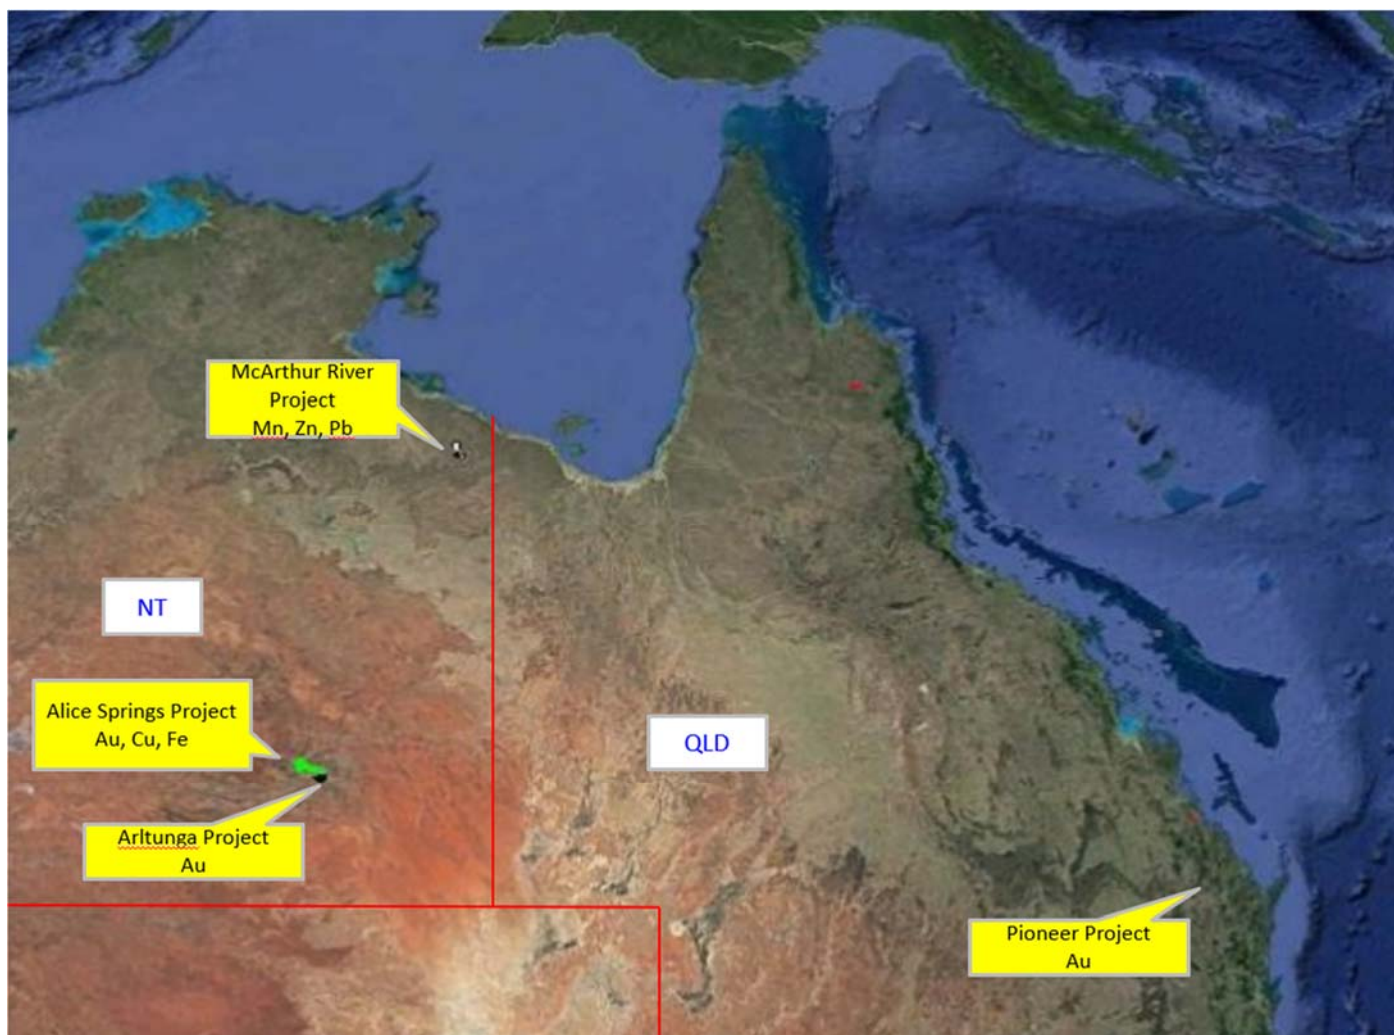 McArthur River
Project
Mn, Zn, Pb
NT
Alice Springs Project
Au, Cu, Fe
QLD
Arltunga Project
Au
Pioneer Project
Au